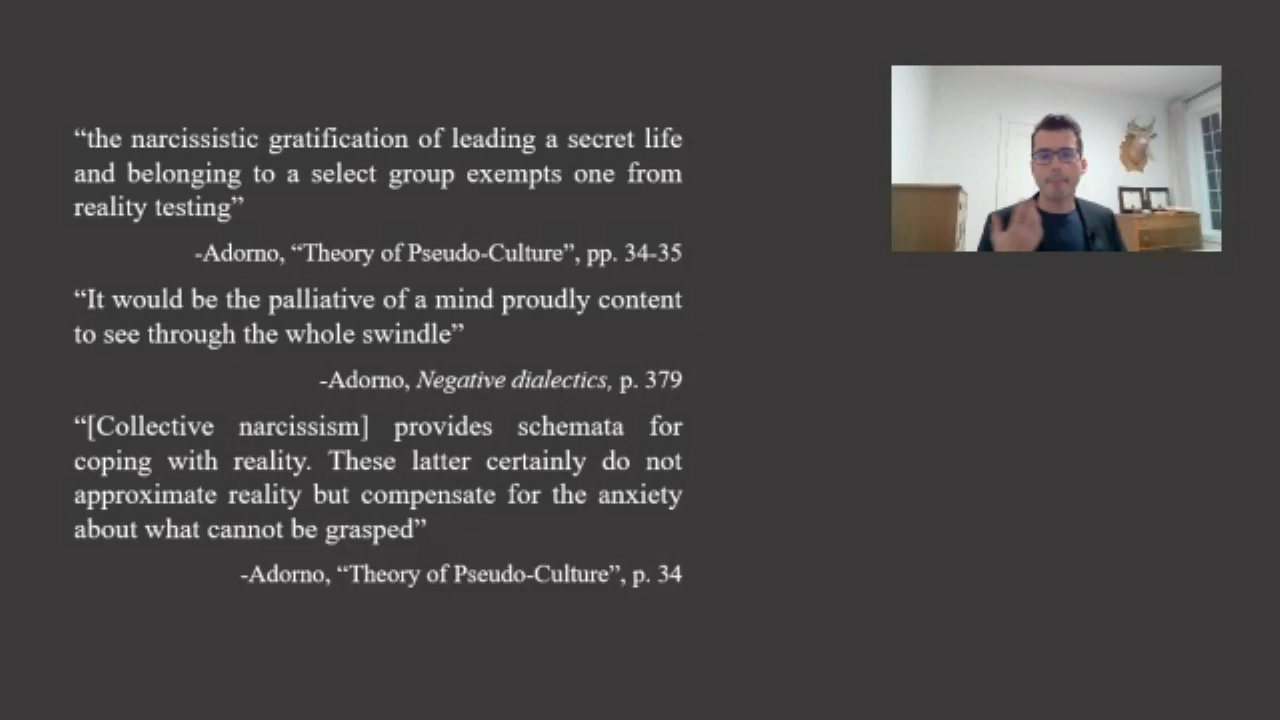 “the narcissistic gratification of leading a secret life
and belonging to a select group exempts one from
reality testing”
-Adorno, “Theory of Pseudo-Culture”, pp. 34-35
“It would be the palliative of a mind proudly content
to see through the whole swindle”
-Adorno, Negative dialectics, p. 379
“[Collective narcissism] provides schemata for
coping with reality. These latter certainly do not
approximate reality but compensate for the anxiety
about what cannot be grasped”
-Adorno, “Theory of Pseudo-Culture”, p. 34